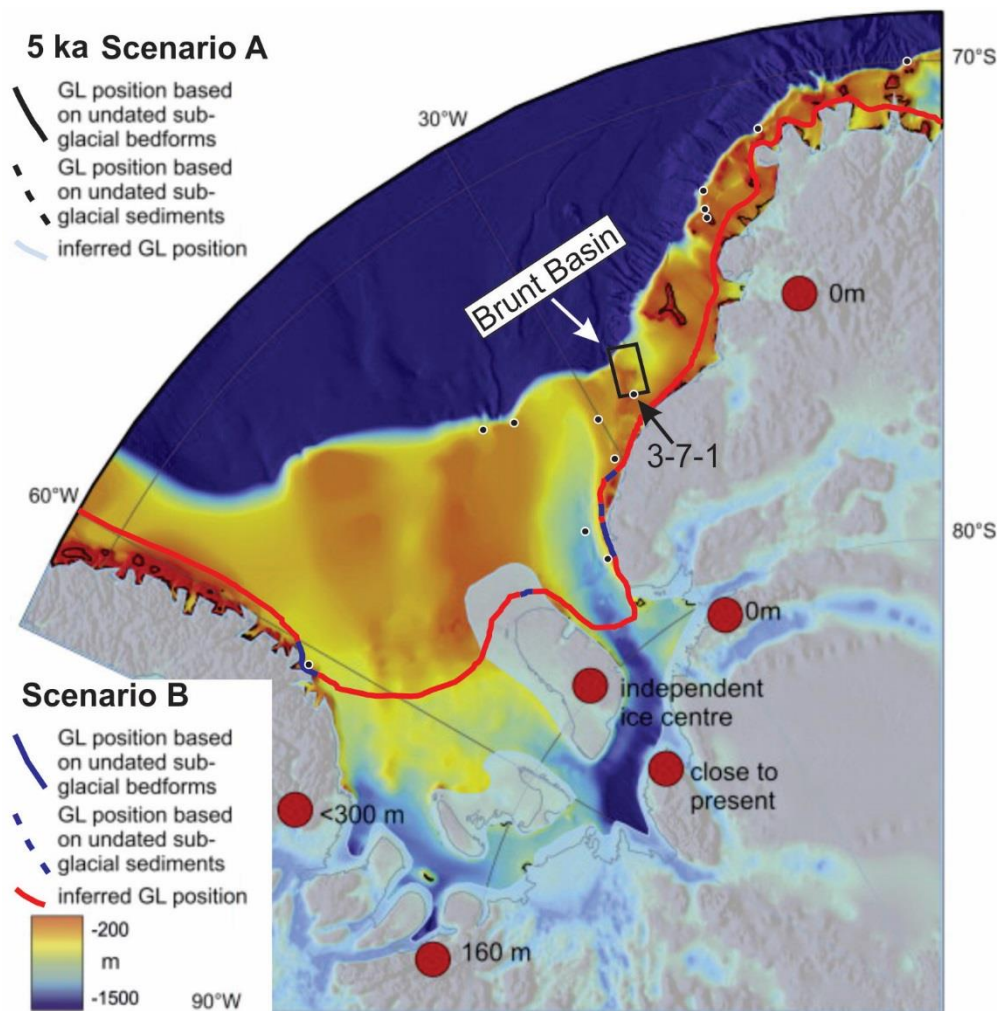 5 ka Scenario A
GL position based
on undated sub-
glacial bedforms
GL position based
on undated sub-
glacial sediments
inferred GL position
30°W
70°S
Brunt Basin
0m
3-7-1
60°W
80°S
0m
independent
ice centre
close to
present
Scenario B
GL position based
on undated sub-
glacial bedforms
GL position based
on undated sub-
glacial sediments
inferred GL position
<300 m
160 m
-200
m
-1500
90°W